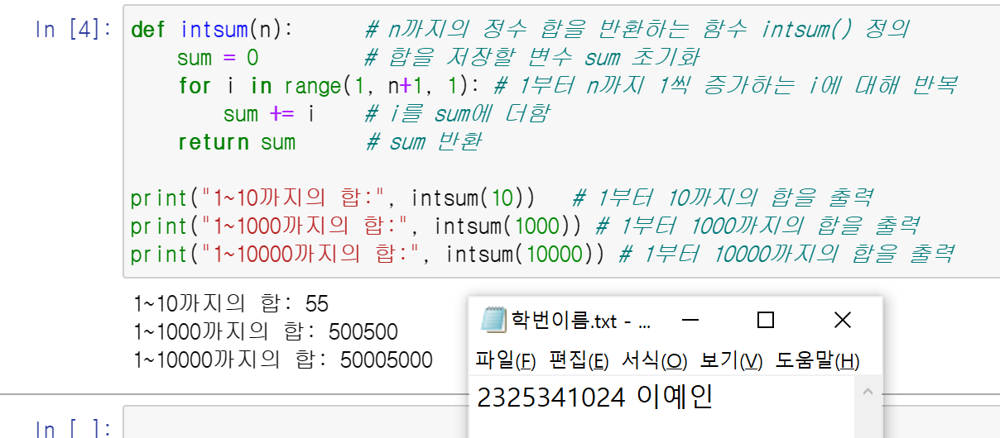 In [4]: def intsum(n): # n까지의 정수 합을 반환하는 함수 intsum() 정의
sum = 0 # 합을 저장할 변수 sum 초기화
for i in range(1, n+1, 1): # 1부터 n까지 1씩 증가하는 i에 대해 반복
sum += i # i를 sum에 더함
return sum # sum 반환
print("1~10까지의 합:", intsum(10)) # 1부터 10까지의 합을 출력
print("1~1000까지의 합:", intsum(1000)) # 1부터 1000까지의 합을 출력
print("1~10000까지의 합:", intsum(10000)) # 1부터 10000까지의 합을 출력
1~10까지의 합: 55
1~1000까지의 합: 500500
1~10000까지의 합: 50005000
학번이름.txt - ...
파일(F) 편집(E) 서식(O) 보기(V) 도움말(H)
2325341024 이예인
In [ ]: